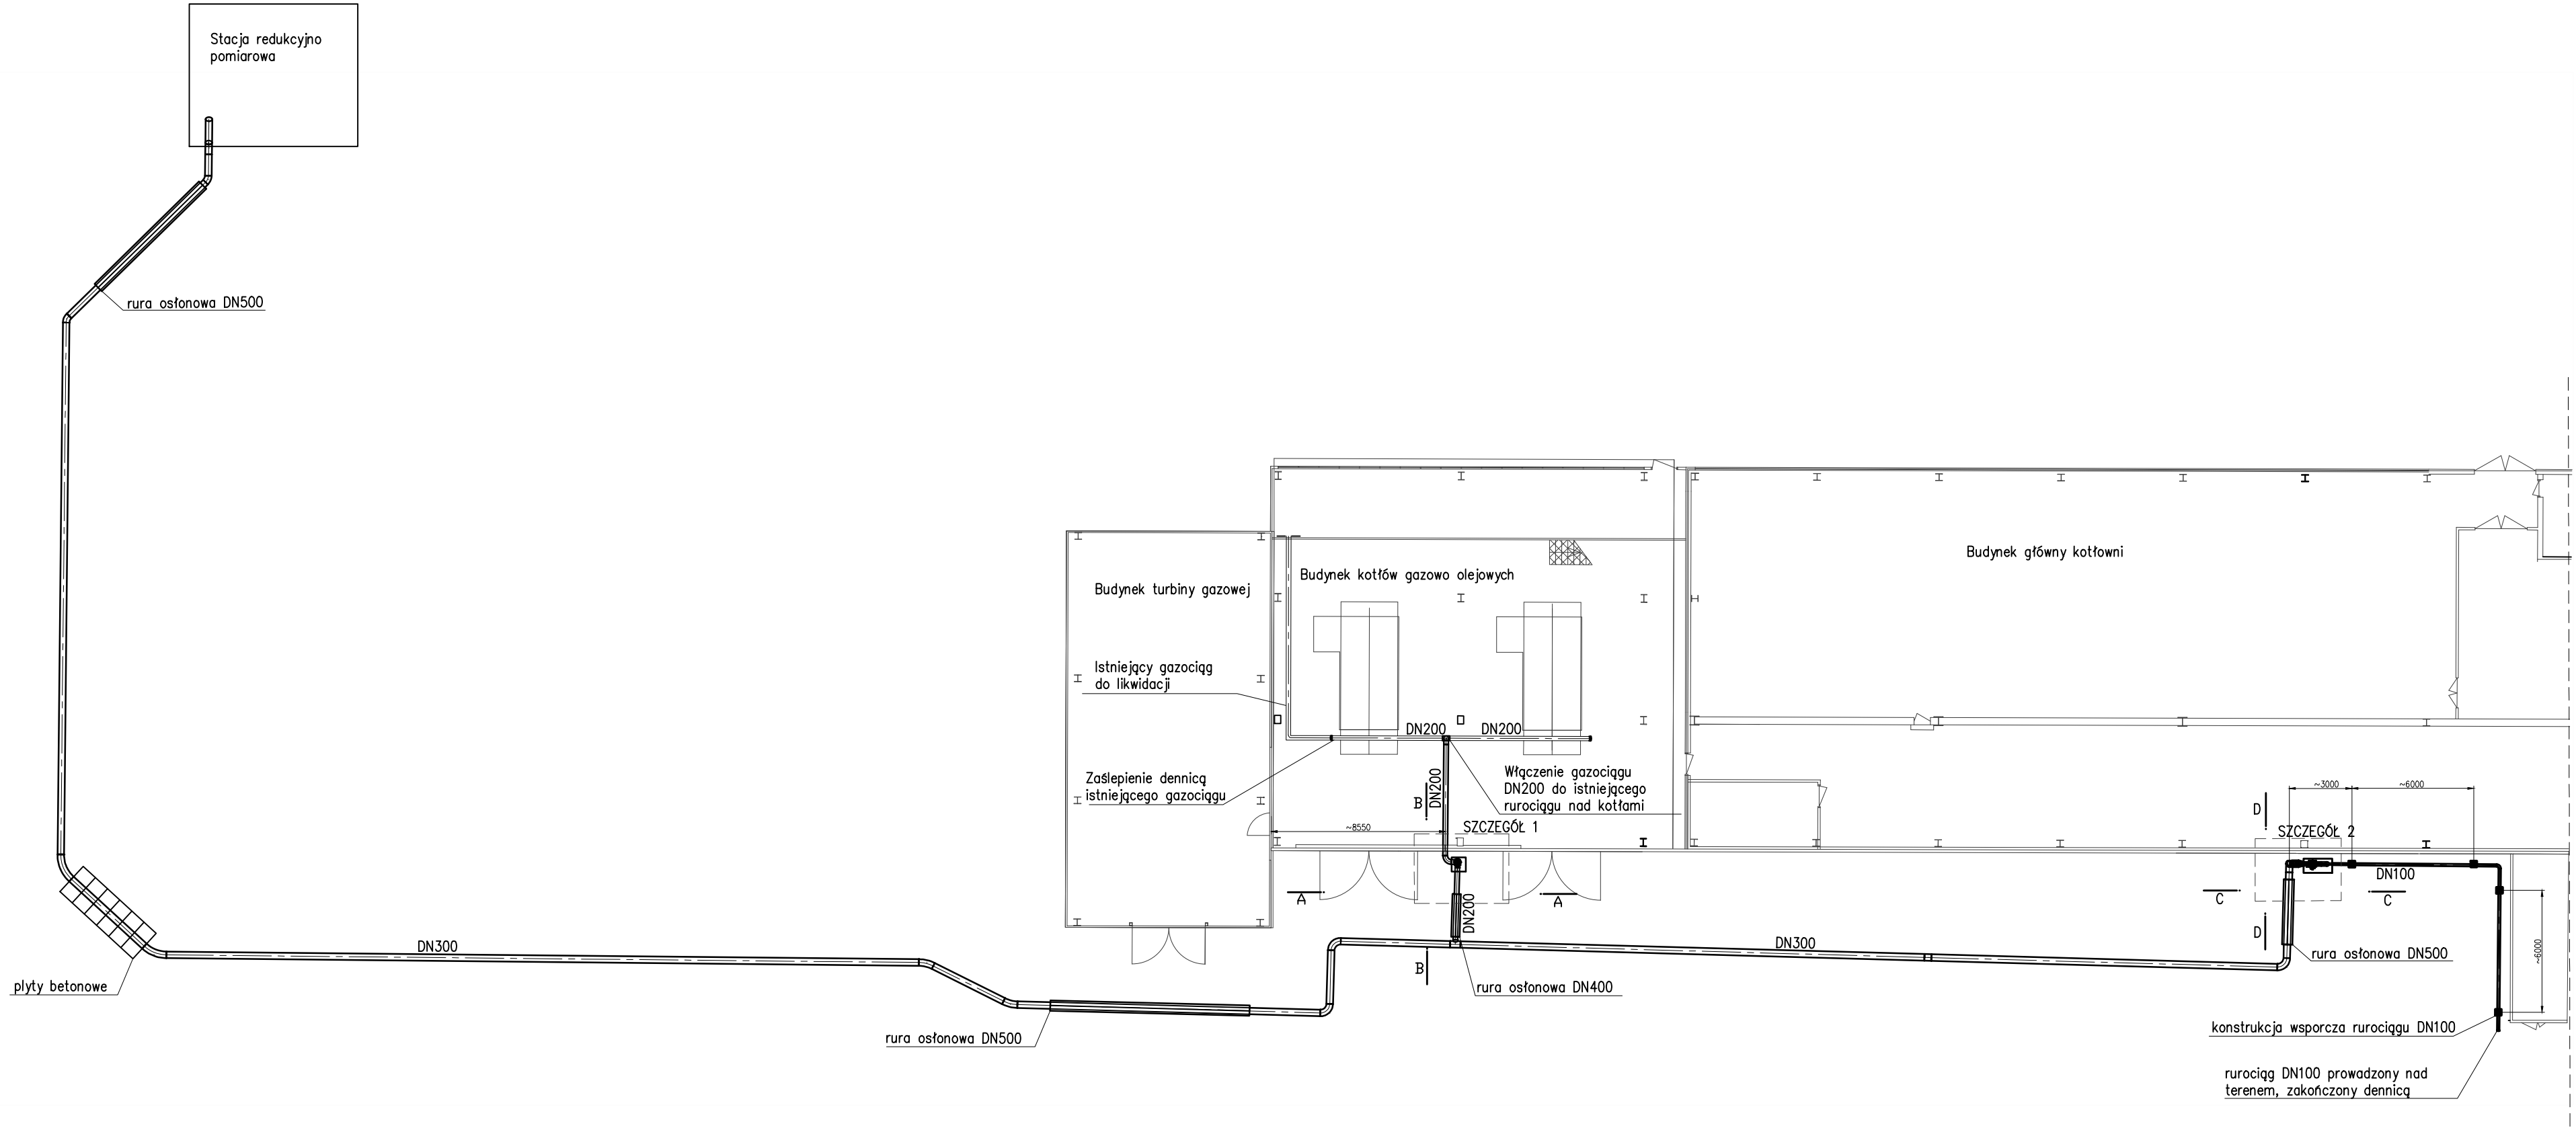 Stacja redukcyjno
pomiarowa
rura osłonowa DN500
Budynek główny kotłowni
Budynek kotłów gazowo olejowych
Budynek turbiny gazowej
Istniejący gazociąg
do likwidacji
DN200
DN200
Zaślepienie dennicą
istniejącego gazociągu
Włączenie gazociągu
DN200 do istniejącego
rurociągu nad kotłami
B
DN200
~8550
SZCZEGÓŁ 1
~3000
~6000
D
SZCZEGÓŁ 2
DN100
A
A
C
C
DN200
D
DN300
DN300
B
rura osłonowa DN500
~6000
plyty betonowe
rura osłonowa DN400
rura osłonowa DN500
konstrukcja wsporcza rurociągu DN100
rurociąg DN100 prowadzony nad
terenem, zakończony dennicą